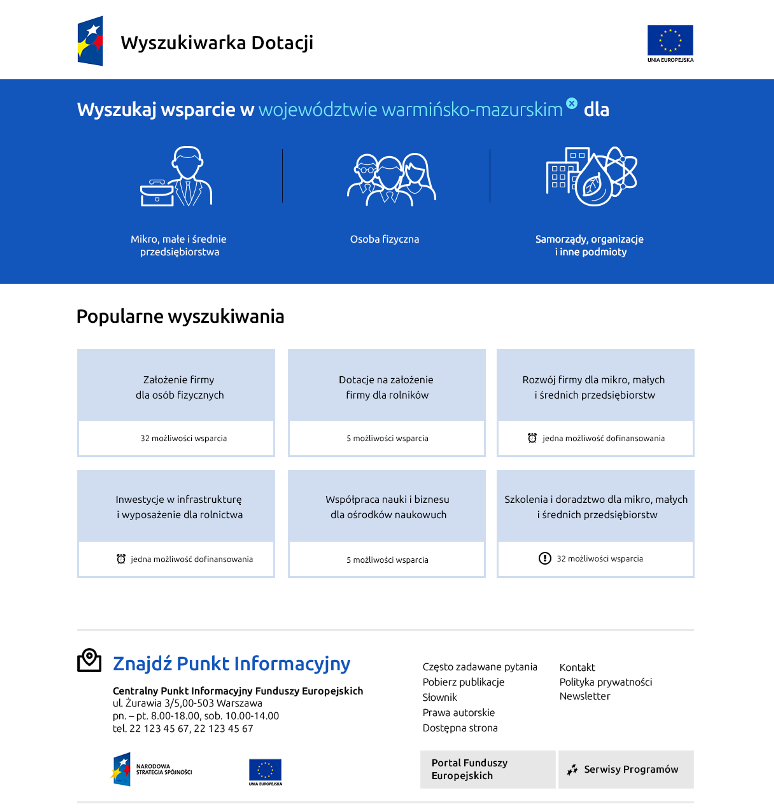 Wyszukiwarka Dotacji
UNIA EUROPEJSKA
Wyszukaj wsparcie w województwie warmińsko-mazurskim dla
Mikro, małe i średnie
przedsiębiorstwa
Osoba fizyczna
Samorządy, organizacje
i inne podmioty
Popularne wyszukiwania
Założenie firmy
dla osób fizycznych
32 możliwości wsparcia
Dotacje na założenie
firmy dla rolników
5 możliwości wsparcia
Rozwój firmy dla mikro, małych
i średnich przedsiębiorstw
jedna możliwość dofinansowania
Inwestycje w infrastrukturę
i wyposażenie dla rolnictwa
jedna możliwość dofinansowania
Współpraca nauki i biznesu
dla ośrodków naukowych
5 możliwości wsparcia
Szkolenia i doradztwo dla mikro, małych
i średnich przedsiębiorstw
32 możliwości wsparcia
Znajdź Punkt Informacyjny
Centralny Punkt Informacyjny Funduszy Europejskich
ul. Żurawia 3/5,00-503 Warszawa
pn. – pt. 8.00-18.00, sob. 10.00-14.00
tel. 22 123 45 67, 22 123 45 67
NARODOWA
STRATEGIA SPÓJNOŚCI
UNIA EUROPEJSKA
Często zadawane pytania
Pobierz publikacje
Słownik
Prawa autorskie
Dostępna strona
Kontakt
Polityka prywatności
Newsletter
Portal Funduszy
Europejskich
Serwisy Programów